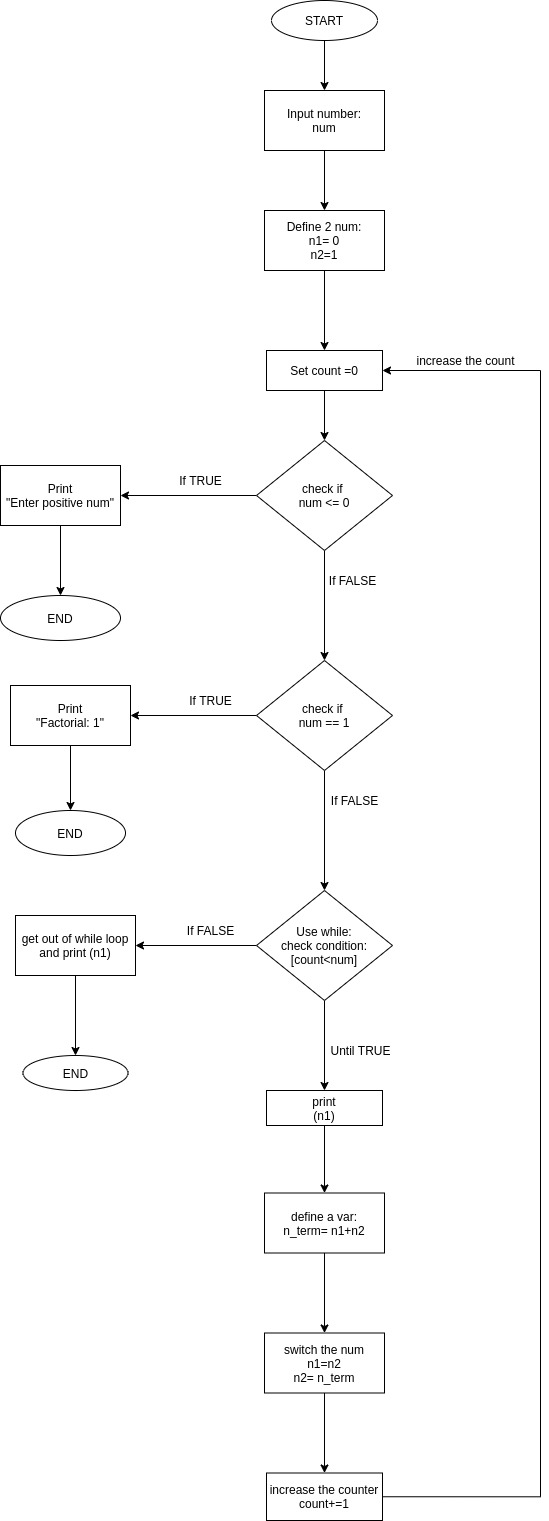 START
Input number:
num
Define 2 num:
n1= 0
n2=1
increase the count
Set count =0
If TRUE
check if
num <= 0
Print
"Enter positive num"
If FALSE
END
If TRUE
check if
num == 1
Print
"Factorial: 1"
If FALSE
END
If FALSE
Use while:
check condition:
[count<num]
get out of while loop
and print (n1)
Until TRUE
END
print
(n1)
define a var:
n_term= n1+n2
switch the num
n1=n2
n2= n_term
increase the counter
count+=1